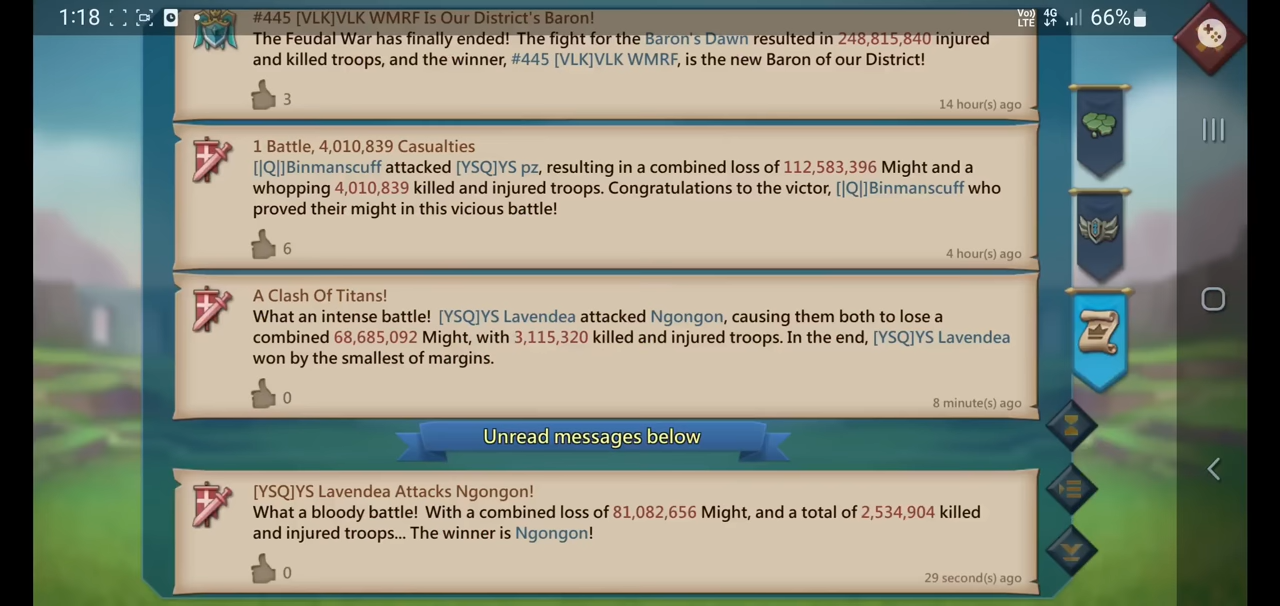 1:18
Vo)) LTE 4G 66%
#445 [VLK]VLK WMRF Is Our District's Baron!
The Feudal War has finally ended! The fight for the Baron's Dawn resulted in 248,815,840 injured
and killed troops, and the winner, #445 [VLK]VLK WMRF, is the new Baron of our District!
3
14 hour(s) ago
1 Battle, 4,010,839 Casualties
[|Q|]Binmanscuff attacked [YSQ]YS pz, resulting in a combined loss of 112,583,396 Might and a
whopping 4,010,839 killed and injured troops. Congratulations to the victor, [|Q|]Binmanscuff who
proved their might in this vicious battle!
6
4 hour(s) ago
A Clash Of Titans!
What an intense battle! [YSQ]YS Lavendea attacked Ngongon, causing them both to lose a
combined 68,685,092 Might, with 3,115,320 killed and injured troops. In the end, [YSQ]YS Lavendea
won by the smallest of margins.
0
8 minute(s) ago
Unread messages below
[YSQ]YS Lavendea Attacks Ngongon!
What a bloody battle! With a combined loss of 81,082,656 Might, and a total of 2,534,904 killed
and injured troops... The winner is Ngongon!
0
29 second(s) ago